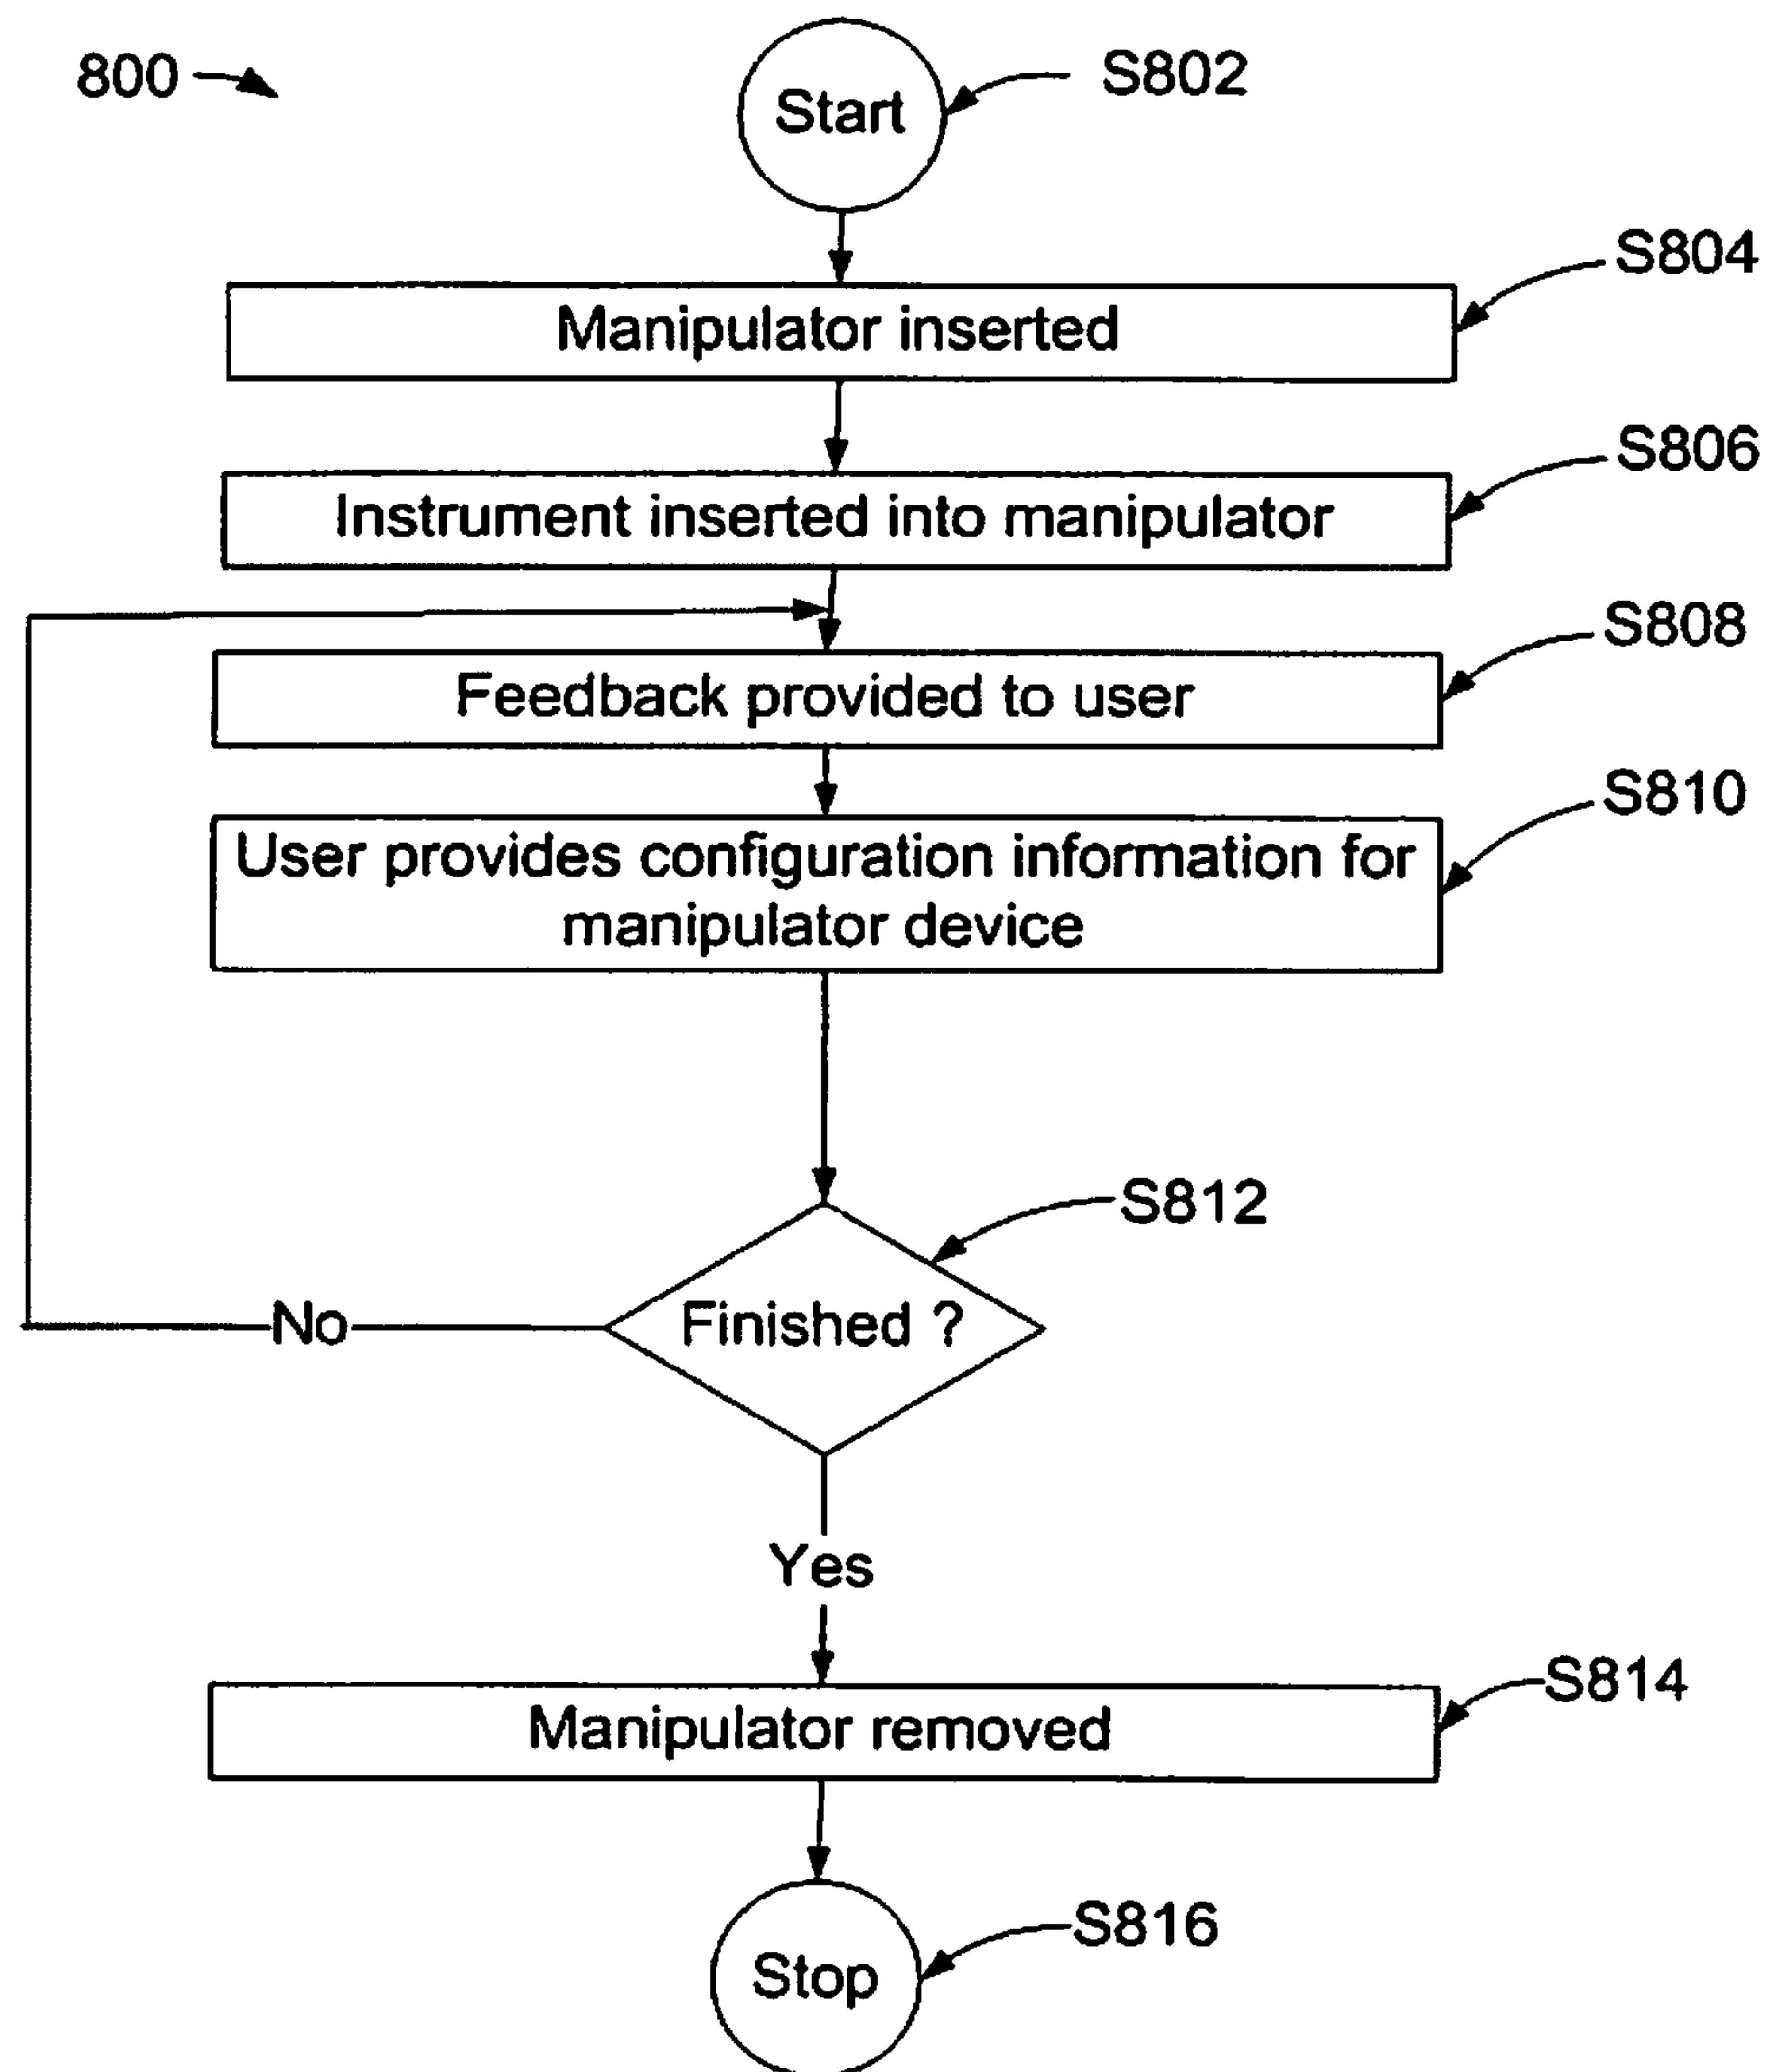 800
Start
S802
S804
Manipulator inserted
S806
Instrument inserted into manipulator
S808
Feedback provided to user
S810
User provides configuration information for
manipulator device
S812
Finished ?
No
Yes
S814
Manipulator removed
S816
Stop